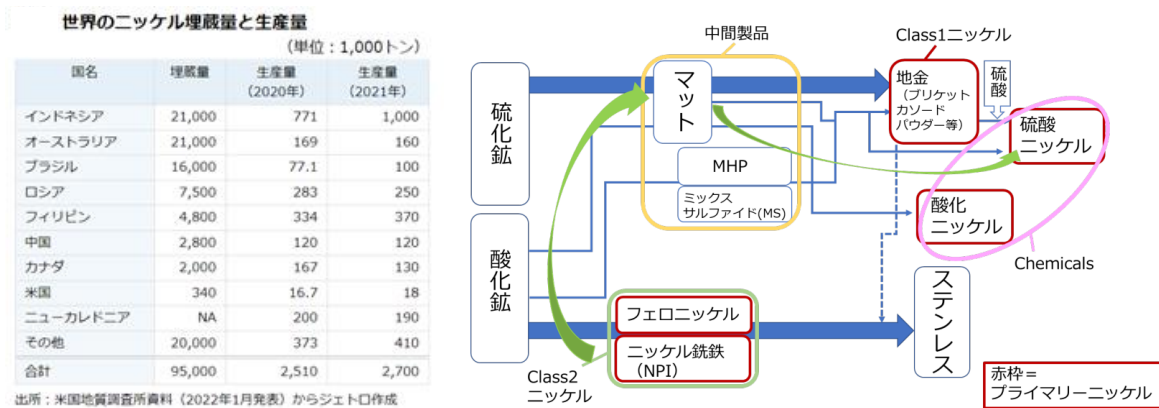 世界のニッケル埋蔵量と生産量
（単位：1,000トン）
国名 埋蔵量 生産量（2020年） 生産量（2021年）
インドネシア 21,000 771 1,000
オーストラリア 21,000 169 160
ブラジル 16,000 77.1 100
ロシア 7,500 283 250
フィリピン 4,800 334 370
中国 2,800 120 120
カナダ 2,000 167 130
米国 340 16.7 18
ニューカレドニア NA 200 190
その他 20,000 373 410
合計 95,000 2,510 2,700
出所：米国地質調査所資料（2022年1月発表）からジェトロ作成
中間製品
Class1ニッケル
硫化鉱
マット
地金
（ブリケット
カソード
パウダー等）
硫酸
硫酸
ニッケル
MHP
ミックス
サルファイド(MS)
酸化
ニッケル
Chemicals
酸化鉱
フェロニッケル
ニッケル銑鉄
（NPI）
ステンレス
Class2
ニッケル
赤枠＝
プライマリーニッケル